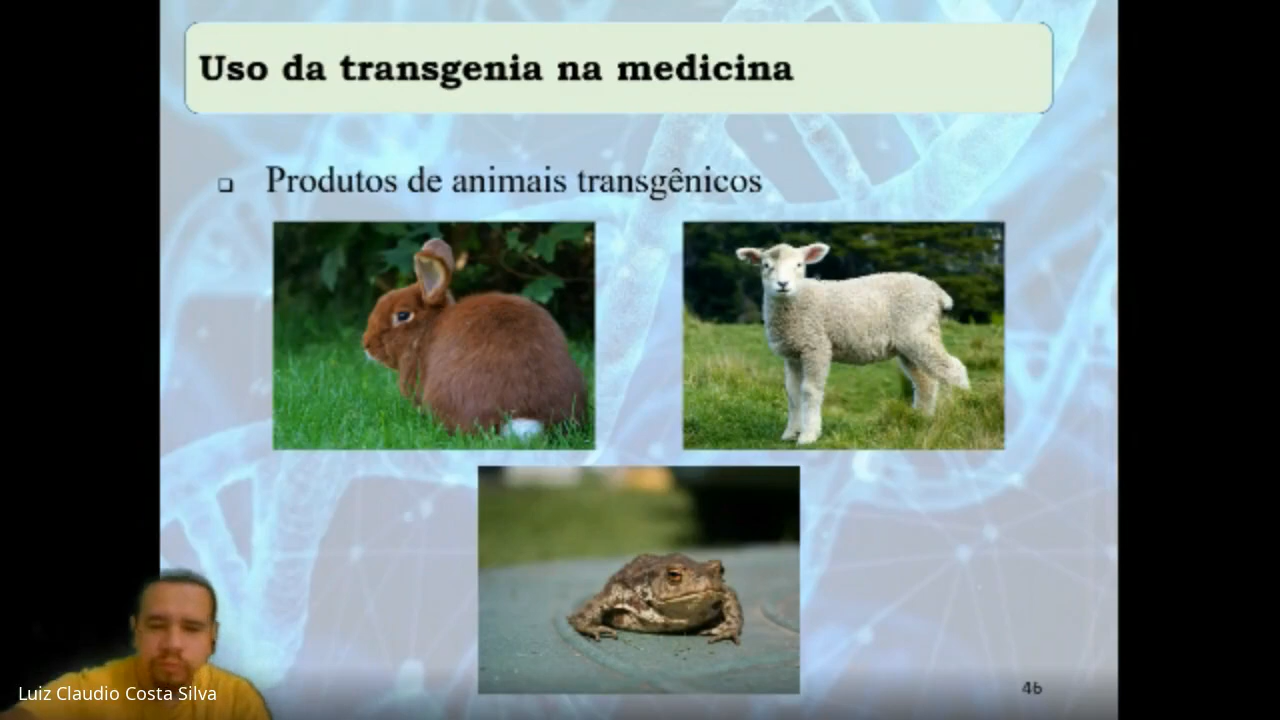 Uso da transgenia na medicina
Produtos de animais transgênicos
46
Luiz Claudio Costa Silva